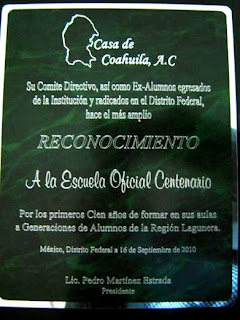 Casa de
Coahuila, A.C
Su Comite Directivo, así como Ex-Alumnos egresados
de la Institución y radicados en el Distrito Federal,
hace el más amplio
RECONOCIMIENTO
A la Escuela Oficial Centenario
Por los primeros Cien años de formar en sus aulas
a Generaciones de Alumnos de la Región Lagunera.
México, Distrito Federal a 16 de Septiembre de 2010
Lic. Pedro Martínez Estrada
Presidente